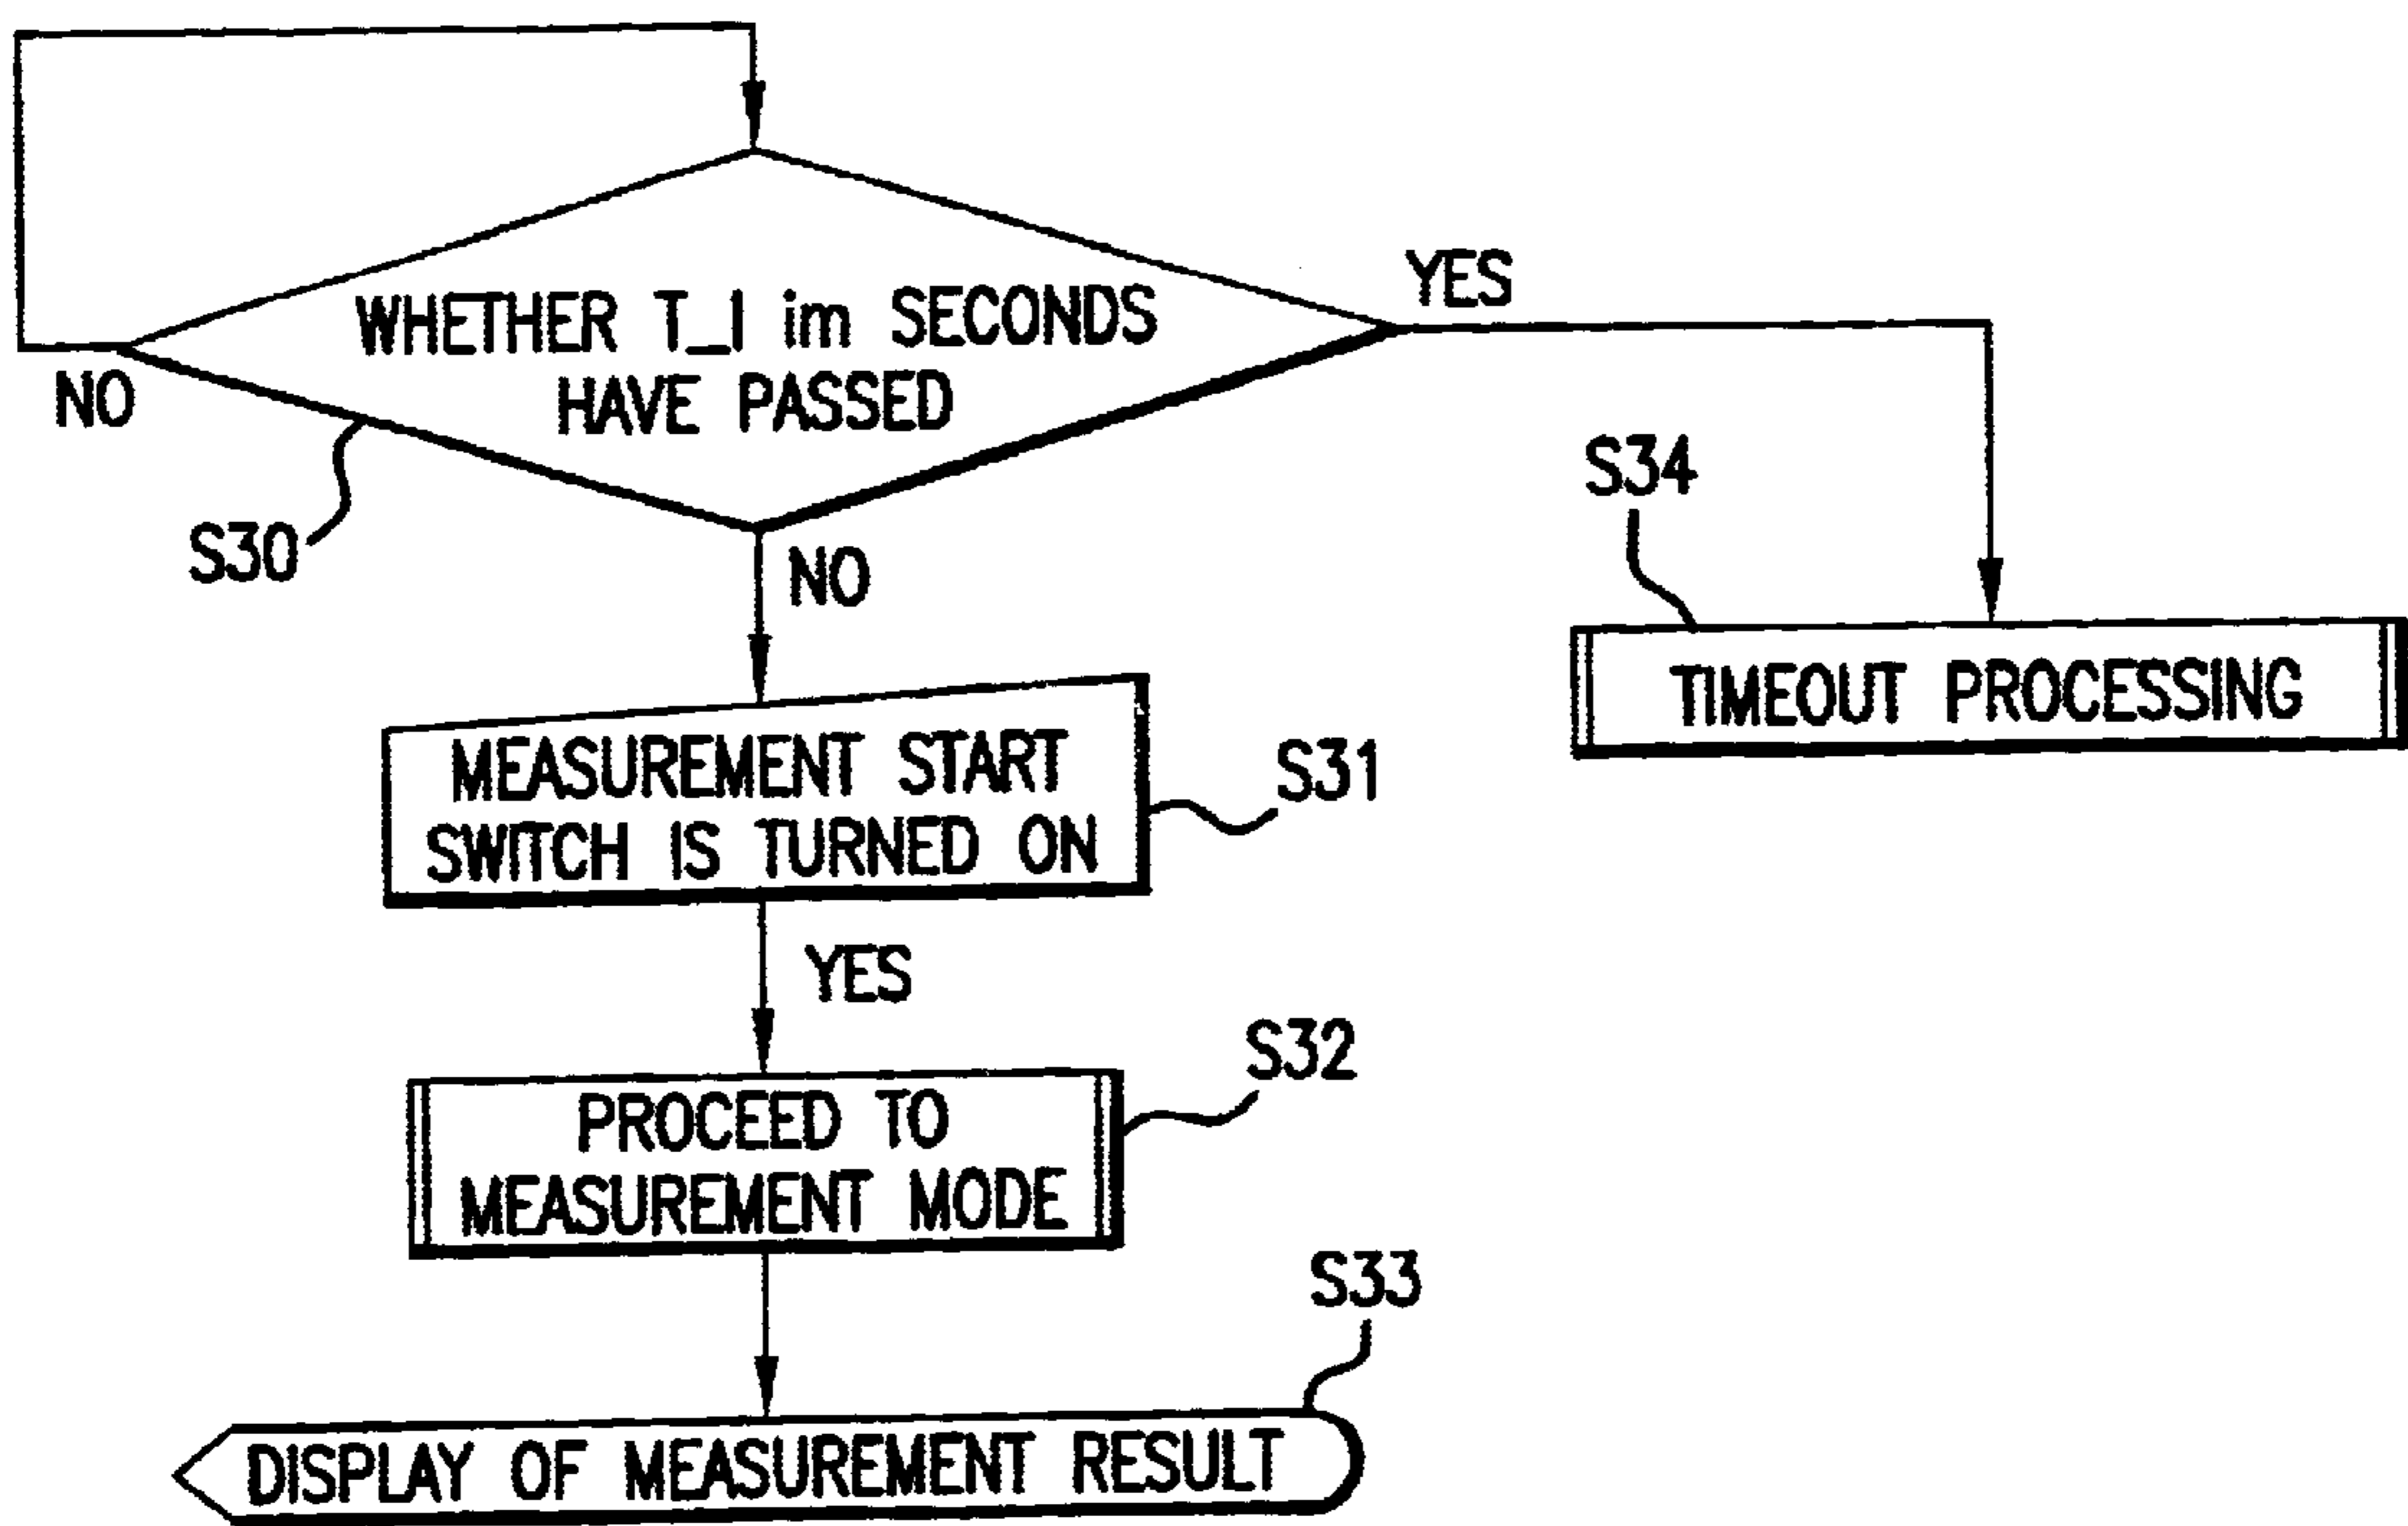 WHETHER T_l im SECONDS
HAVE PASSED
YES
NO
S30
NO
S34
TIMEOUT PROCESSING
MEASUREMENT START
SWITCH IS TURNED ON
S31
YES
S32
PROCEED TO
MEASUREMENT MODE
S33
DISPLAY OF MEASUREMENT RESULT